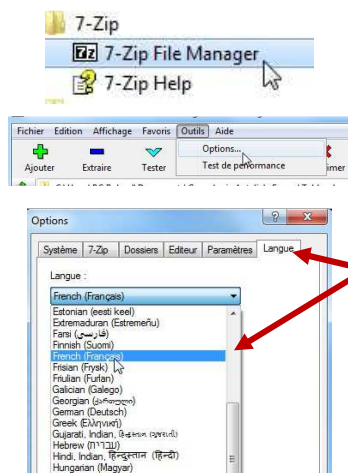 7-Zip
7-Zip File Manager
7-Zip Help
Fichier Edition Affichage Favoris Outils Aide
Options...
Ajouter Extraire Tester Test de performance
Options
Système 7-Zip Dossiers Editeur Paramètres Langue
Langue :
French (Français)
Estonian (eesti keel)
Extremaduran (Estremeñu)
Farsi (فارسی)
Finnish (Suomi)
French (Français)
Frisian (Frysk)
Friulian (Furlan)
Galician (Galego)
Georgian (ქართული)
German (Deutsch)
Greek (Ελληνικά)
Gujarati, Indian,
Hebrew (עברית)
Hindi, Indian, हिन्दुस्तान (हिन्दी)
Hungarian (Magyar)